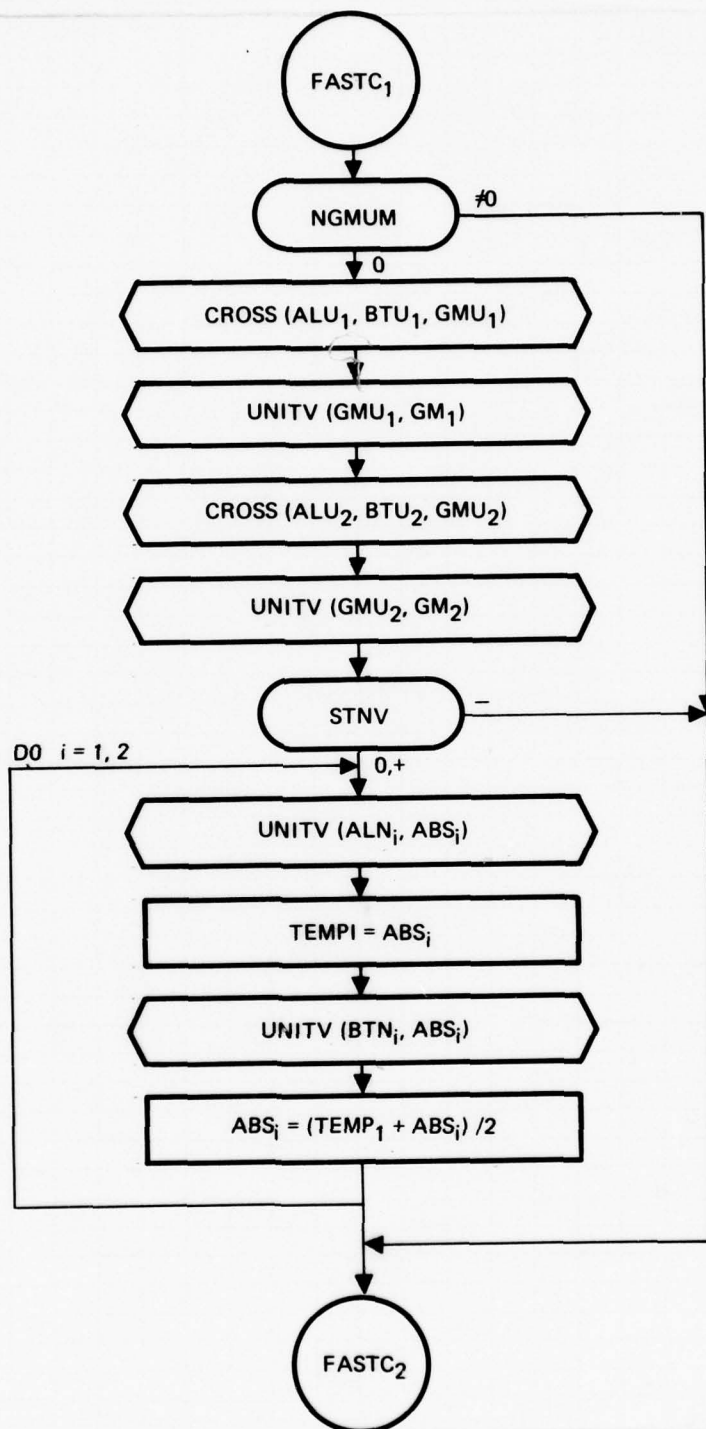 FASTC₁
NGMUM
≠0
0
CROSS (ALU₁, BTU₁, GMU₁)
UNITV (GMU₁, GM₁)
CROSS (ALU₂, BTU₂, GMU₂)
UNITV (GMU₂, GM₂)
STNV
–
DO i = 1, 2
0,+
UNITV (ALNᵢ, ABSᵢ)
TEMPI = ABSᵢ
UNITV (BTNᵢ, ABSᵢ)
ABSᵢ = (TEMP₁ + ABSᵢ) /2
FASTC₂